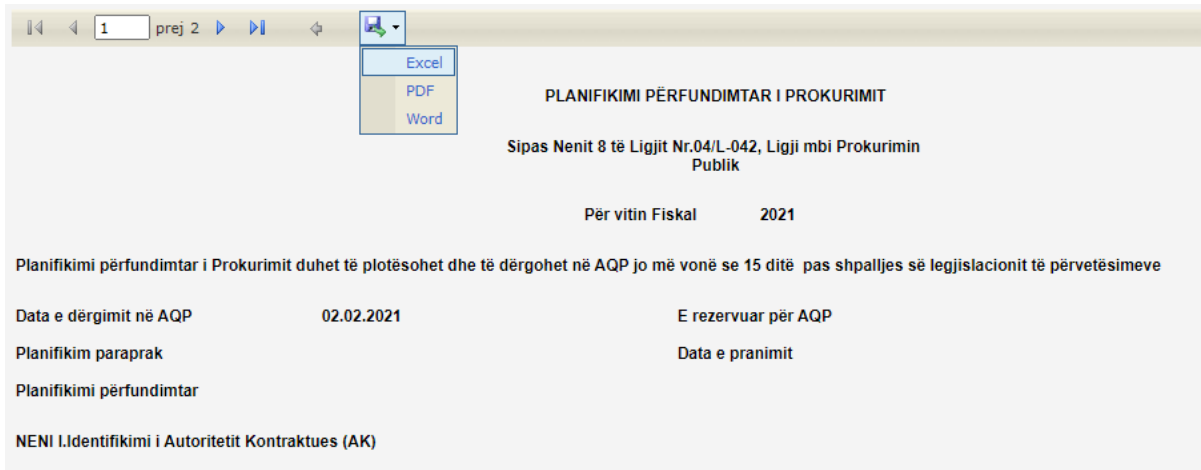 1 prej 2
Excel
PDF
Word
PLANIFIKIMI PËRFUNDIMTAR I PROKURIMIT
Sipas Nenit 8 të Ligjit Nr.04/L-042, Ligji mbi Prokurimin
Publik
Për vitin Fiskal 2021
Planifikimi përfundimtar i Prokurimit duhet të plotësohet dhe të dërgohet në AQP jo më vonë se 15 ditë pas shpalljes së legjislacionit të përvetësimeve
Data e dërgimit në AQP 02.02.2021 E rezervuar për AQP
Planifikim paraprak Data e pranimit
Planifikimi përfundimtar
NENI I.Identifikimi i Autoritetit Kontraktues (AK)